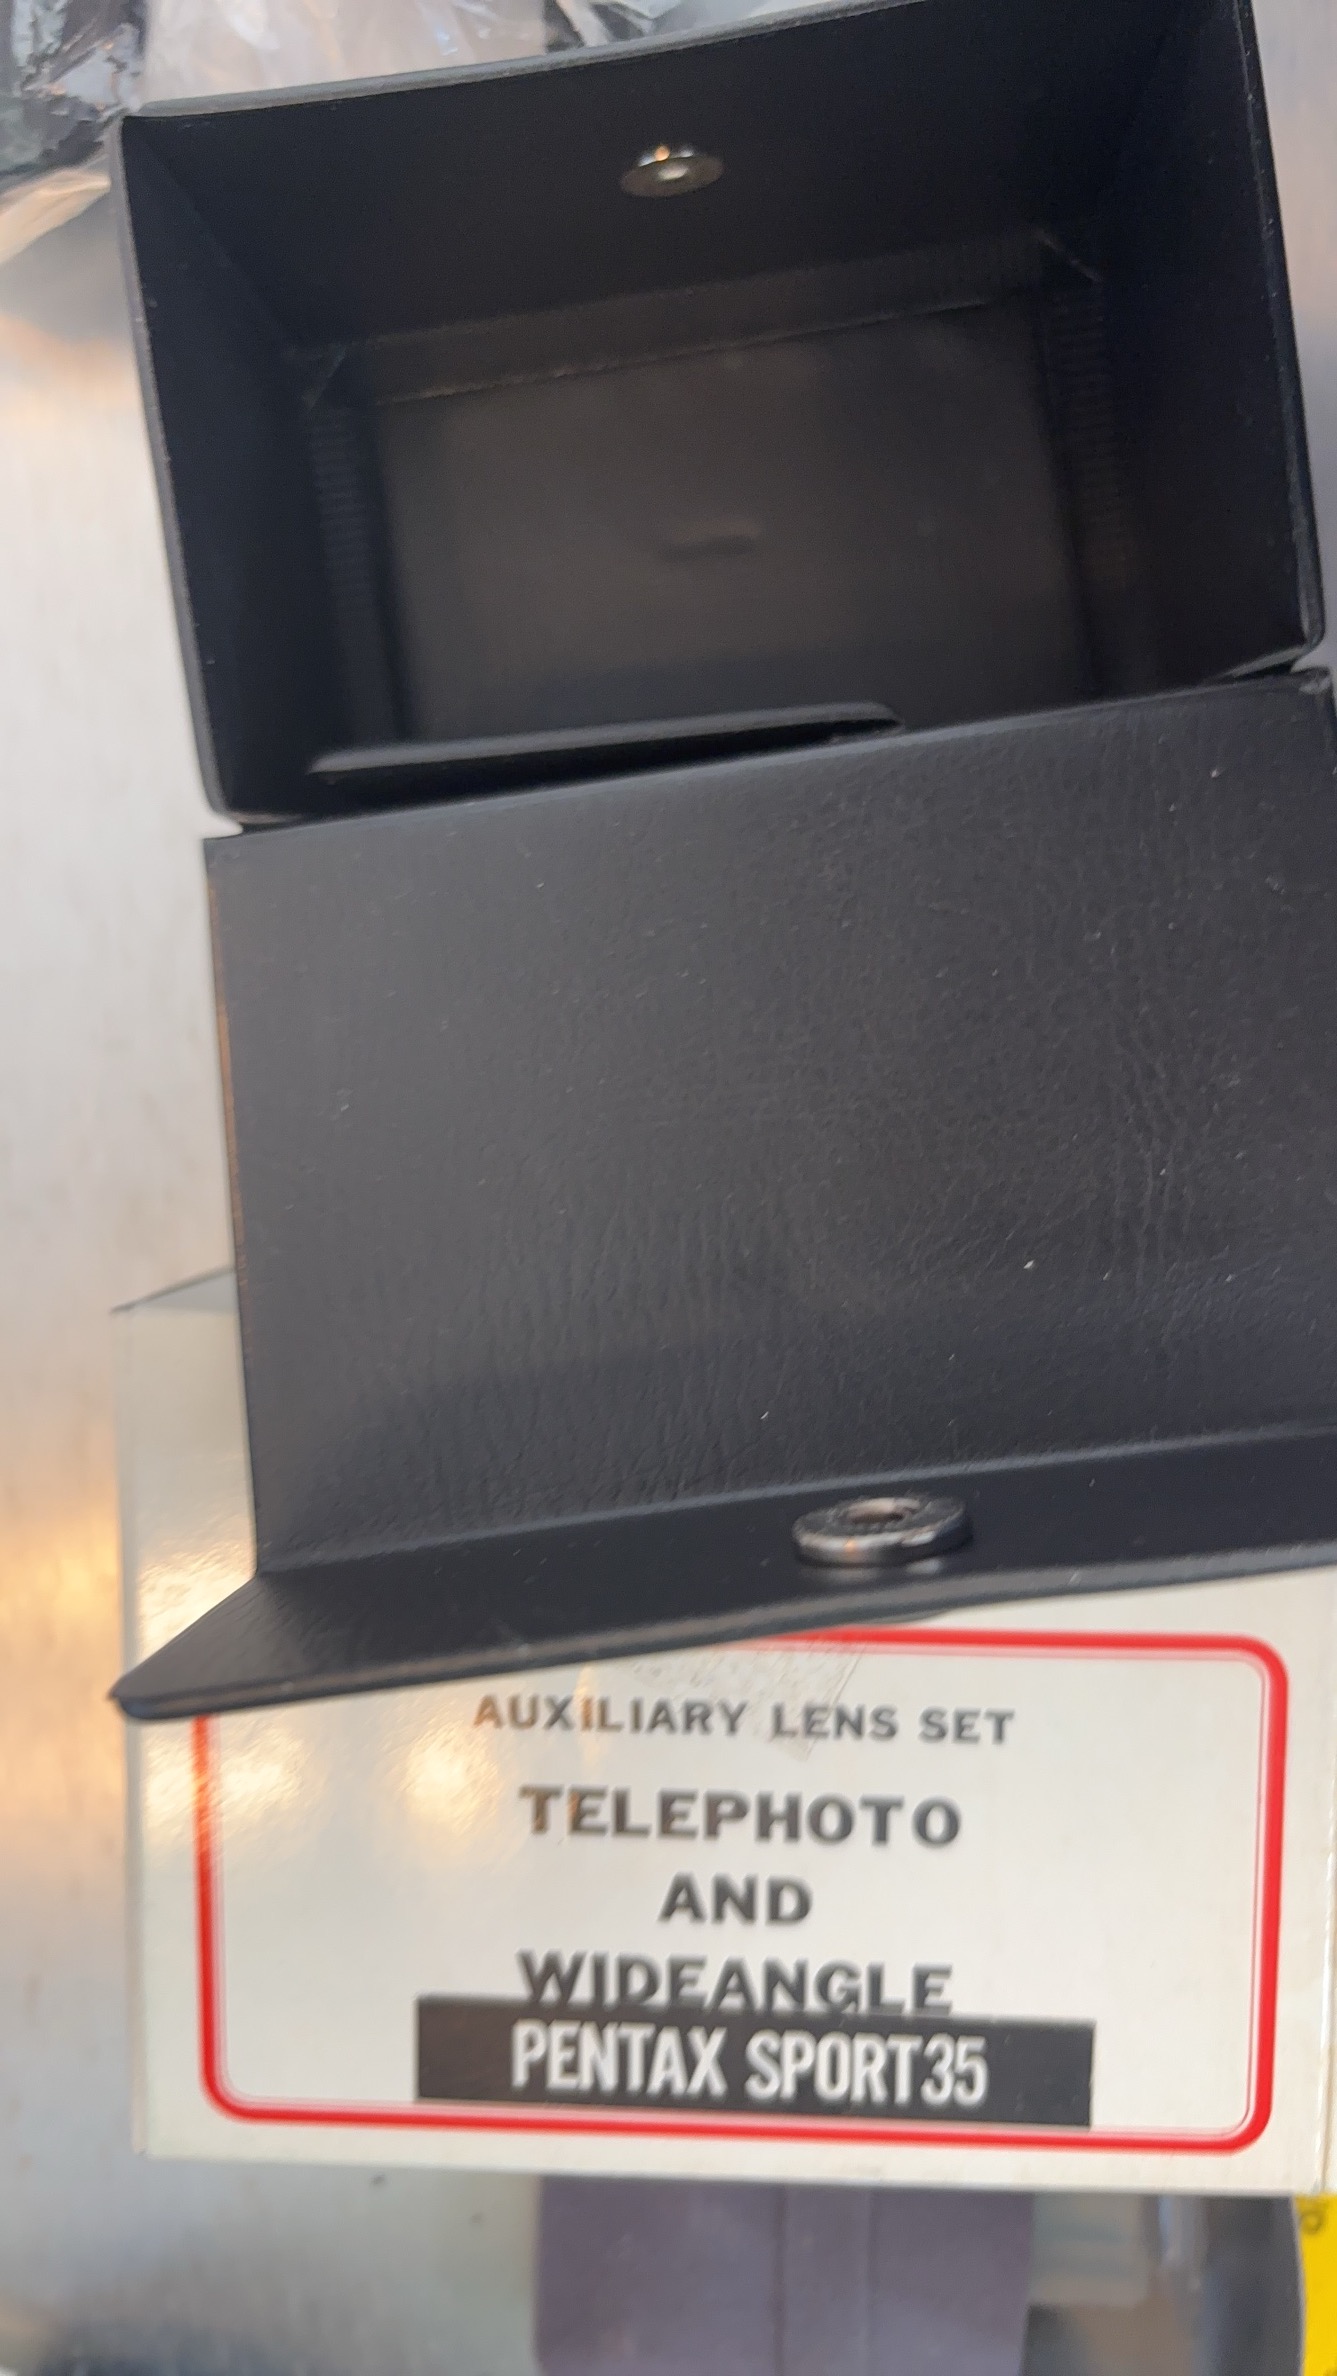 AUXILIARY LENS SET
TELEPHOTO
AND
WIDEANGLE
PENTAX SPORT35